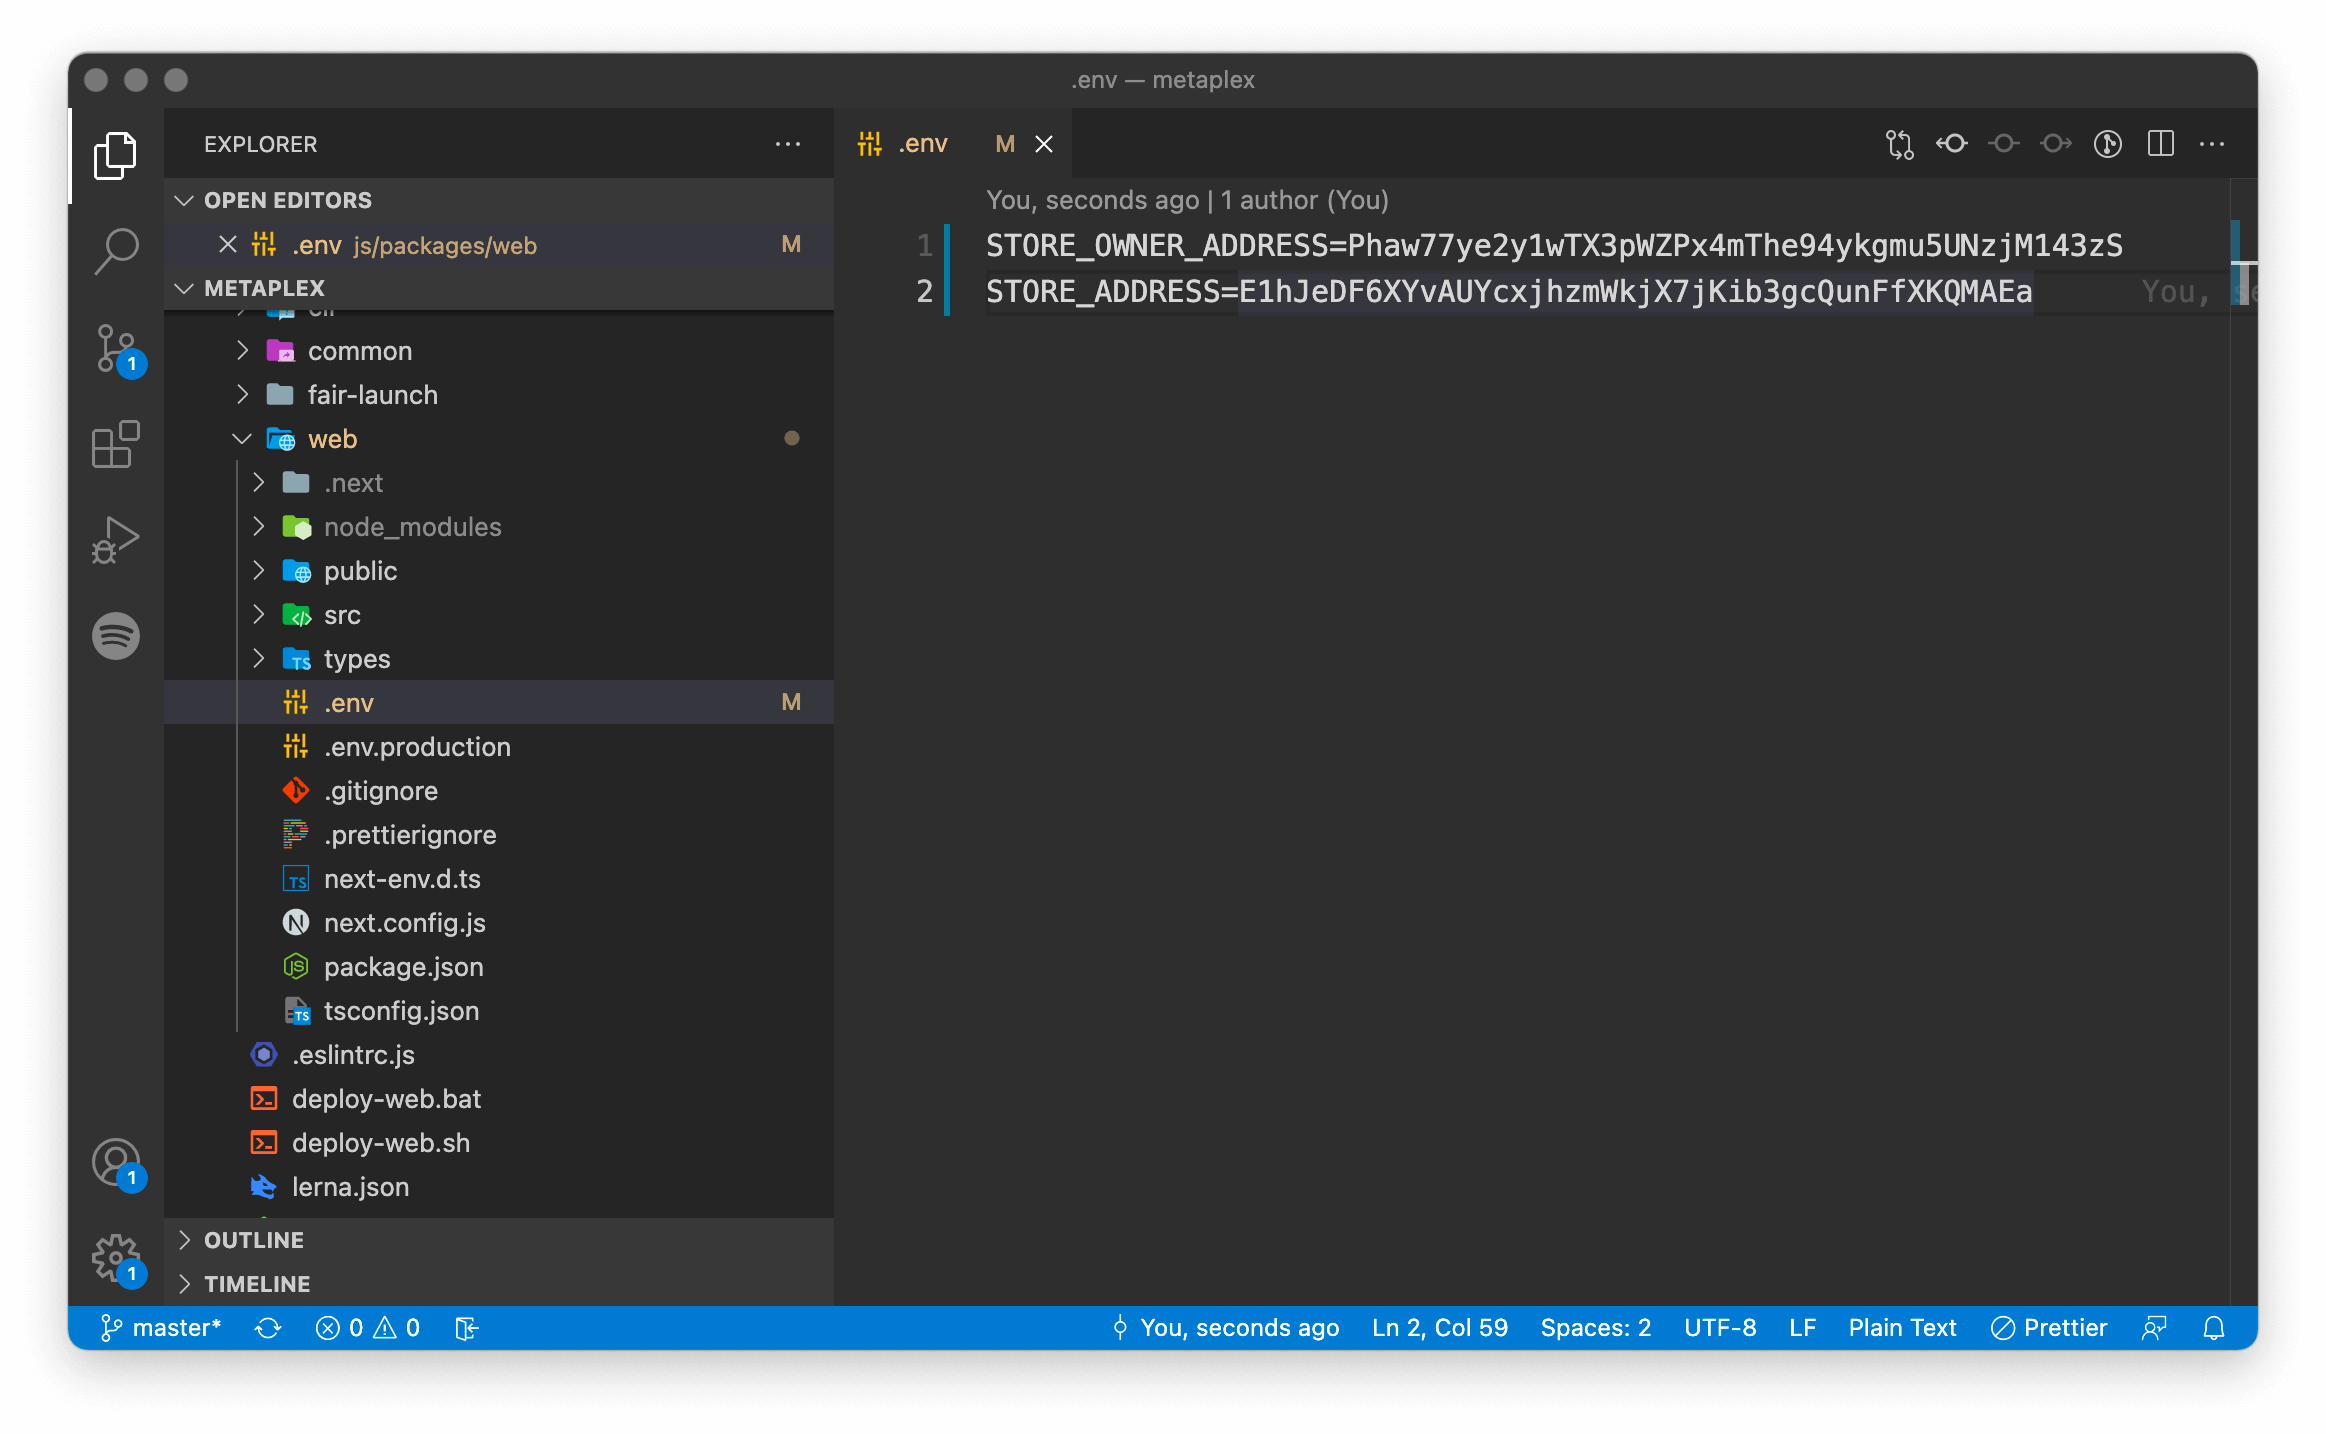 .env — metaplex
EXPLORER
.env M
OPEN EDITORS
.env js/packages/web M
METAPLEX
common
fair-launch
web
.next
node_modules
public
src
types
.env M
.env.production
.gitignore
.prettierignore
next-env.d.ts
next.config.js
package.json
tsconfig.json
.eslintrc.js
deploy-web.bat
deploy-web.sh
lerna.json
OUTLINE
TIMELINE
1
1
1
You, seconds ago | 1 author (You)
1 STORE_OWNER_ADDRESS=Phaw77ye2y1wTX3pWZPx4mThe94ykgmu5UNzjM143zS
2 STORE_ADDRESS=E1hJeDF6XYvAUYcxjhzmWkjX7jKib3gcQunFfXKQMAEa You,
master* 0 0 You, seconds ago Ln 2, Col 59 Spaces: 2 UTF-8 LF Plain Text Prettier